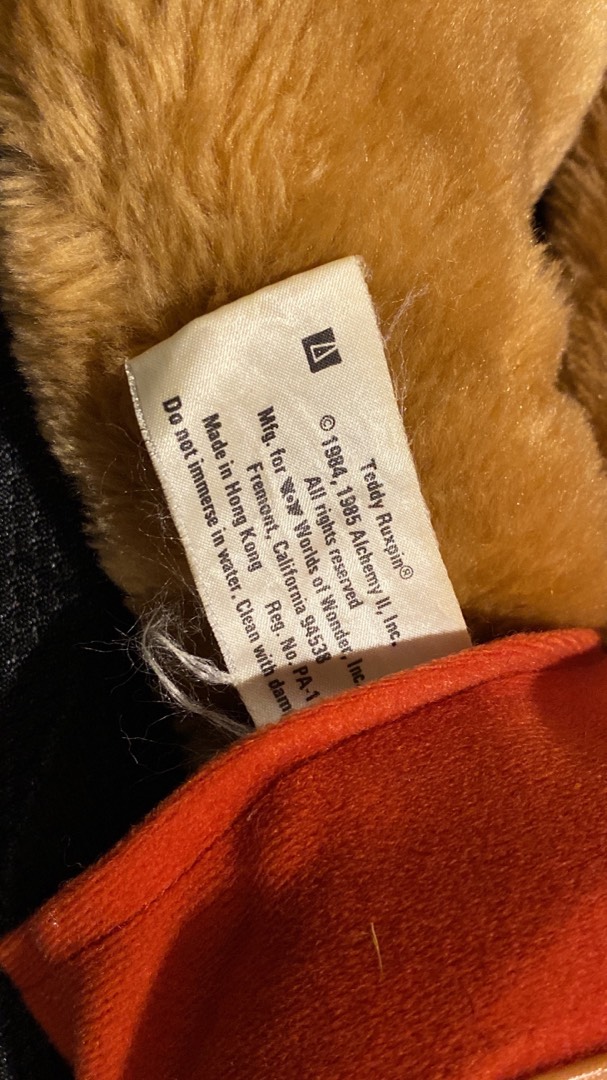 Teddy Ruxpin®
© 1984, 1985 Alchemy II, Inc.
All rights reserved
Mfg. for WOW Worlds of Wonder, Inc
Fremont, California 94538
Made in Hong Kong Reg. No. PA-1
Do not immerse in water. Clean with dam